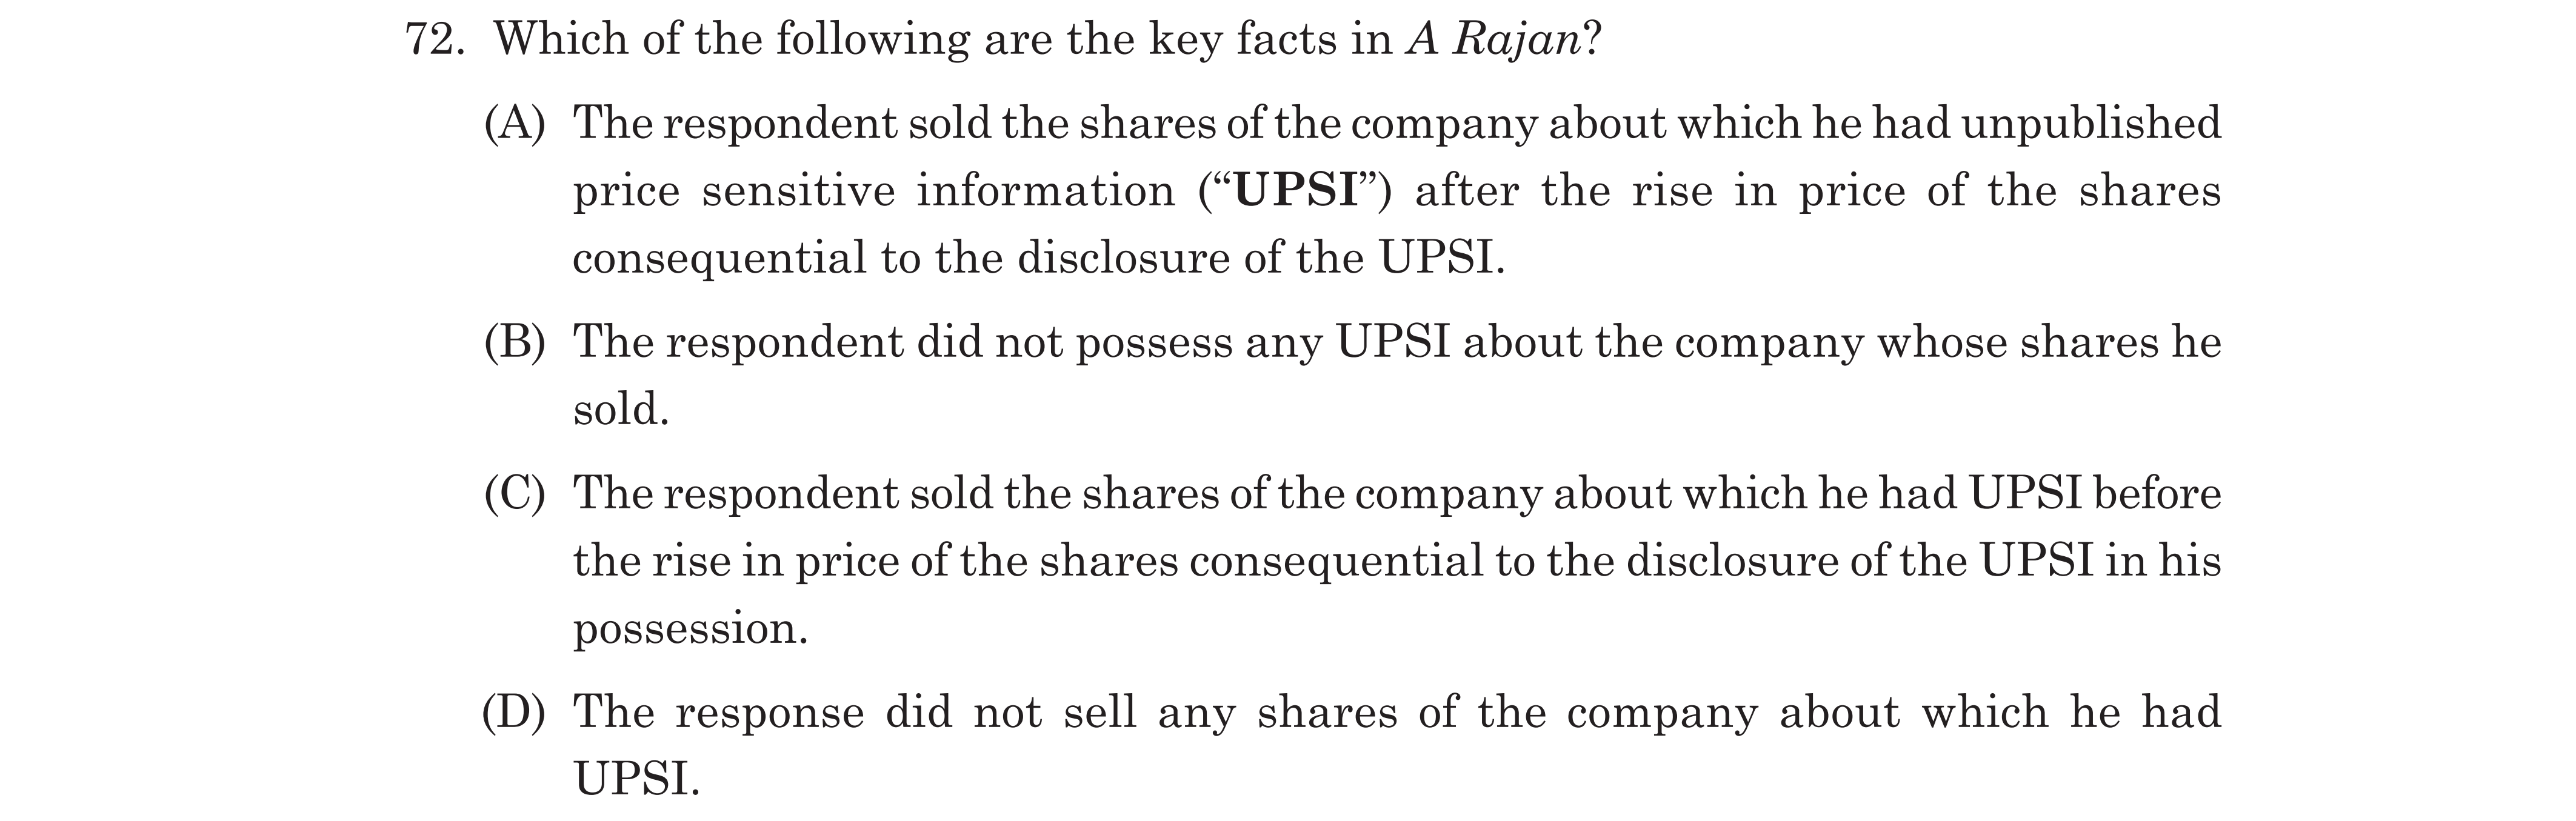 72. Which of the following are the key facts in A Rajan?
(A) The respondent sold the shares of the company about which he had unpublished
price sensitive information (“UPSI”) after the rise in price of the shares
consequential to the disclosure of the UPSI.
(B) The respondent did not possess any UPSI about the company whose shares he
sold.
(C) The respondent sold the shares of the company about which he had UPSI before
the rise in price of the shares consequential to the disclosure of the UPSI in his
possession.
(D) The response did not sell any shares of the company about which he had
UPSI.